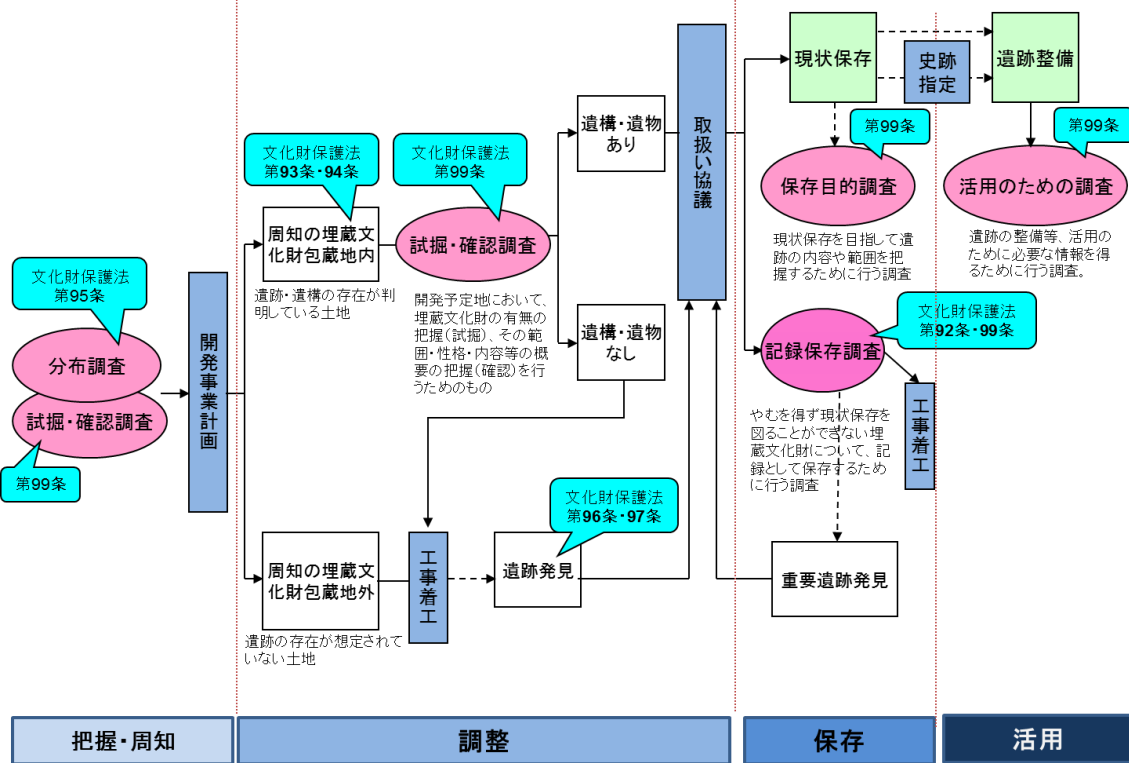 文化財保護法
第95条
分布調査
試掘・確認調査
第99条
開発事業計画
文化財保護法
第93条・94条
周知の埋蔵文
化財包蔵地内
遺跡・遺構の存在が判
明している土地
文化財保護法
第99条
試掘・確認調査
開発予定地において、
埋蔵文化財の有無の
把握(試掘)、その範
囲・性格・内容等の概
要の把握(確認)を行
うためのもの
遺構・遺物
あり
遺構・遺物
なし
周知の埋蔵文
化財包蔵地外
遺跡の存在が想定されて
いない土地
工事着工
文化財保護法
第96条・97条
遺跡発見
取扱い協議
現状保存
史跡
指定
遺跡整備
第99条
保存目的調査
現状保存を目指して遺
跡の内容や範囲を把
握するために行う調査
第99条
活用のための調査
遺跡の整備等、活用の
ために必要な情報を得
るために行う調査。
文化財保護法
第92条・99条
記録保存調査
やむを得ず現状保存を
図ることができない埋
蔵文化財について、記
録として保存するため
に行う調査
工事着工
重要遺跡発見
把握・周知
調整
保存
活用